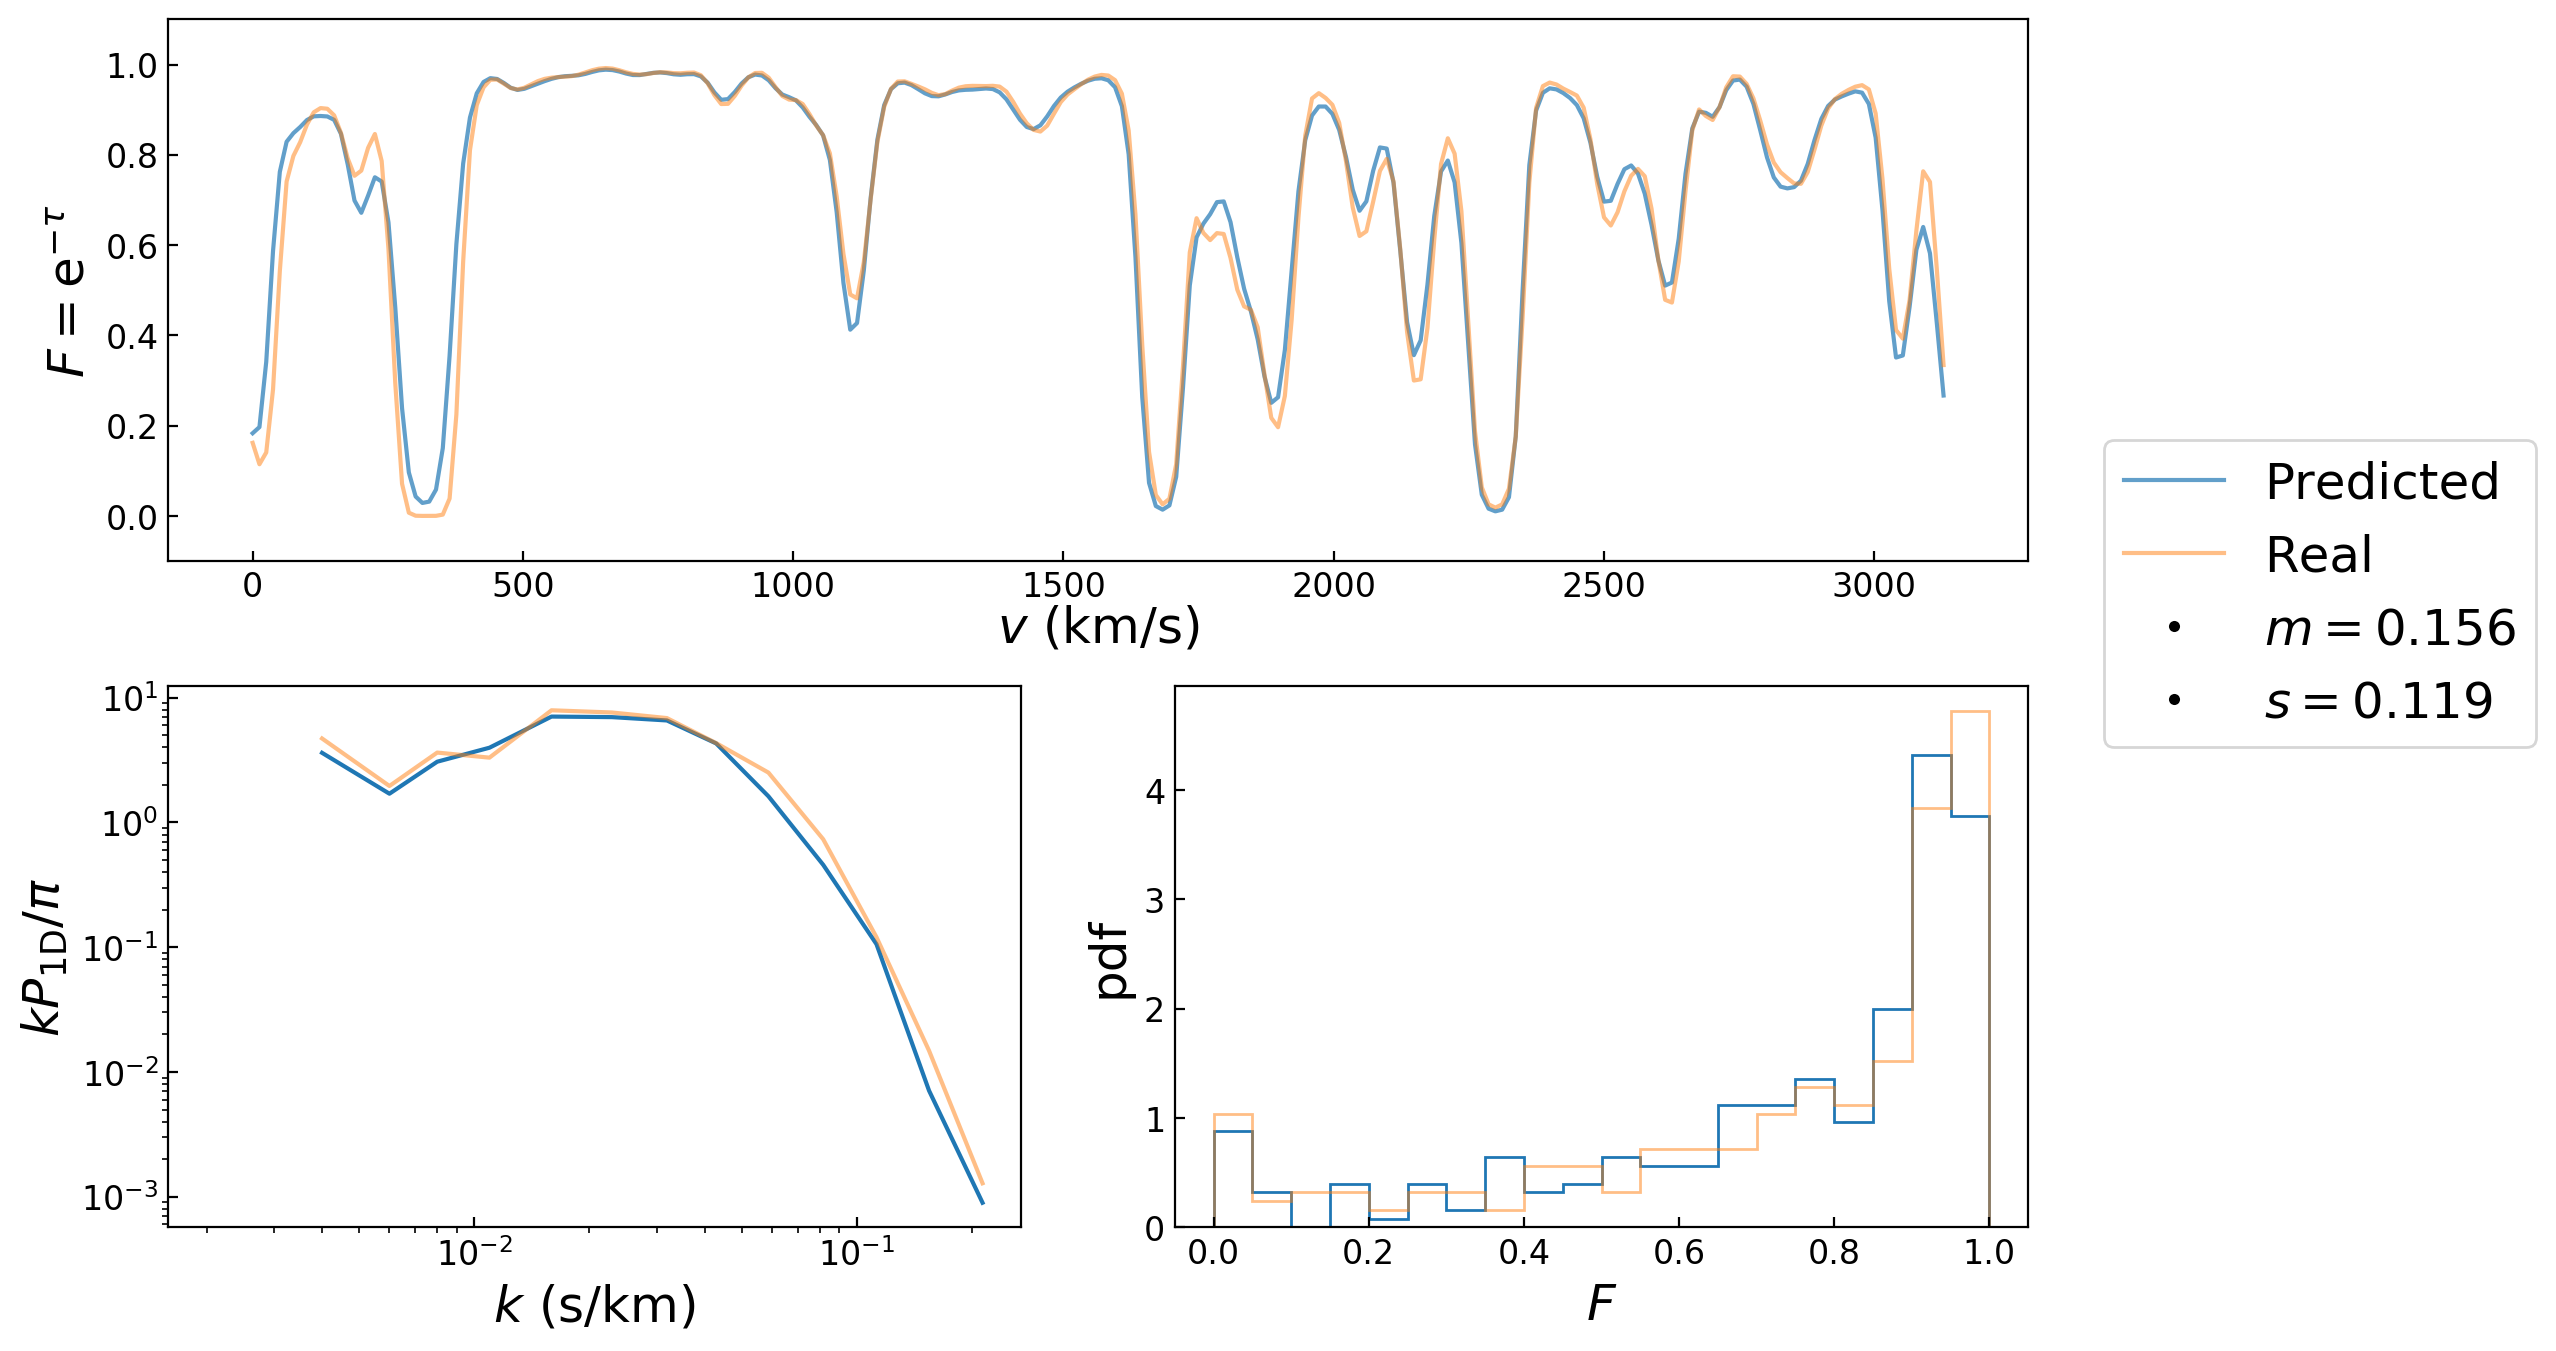 F = e^{−τ}
1.0
0.8
0.6
0.4
0.2
0.0
0 500 1000 1500 2000 2500 3000
v (km/s)
Predicted
Real
m = 0.156
s = 0.119
kP_{1D}/π
10^1
10^0
10^{−1}
10^{−2}
10^{−3}
10^{−2} 10^{−1}
k (s/km)
pdf
4
3
2
1
0
0.0 0.2 0.4 0.6 0.8 1.0
F